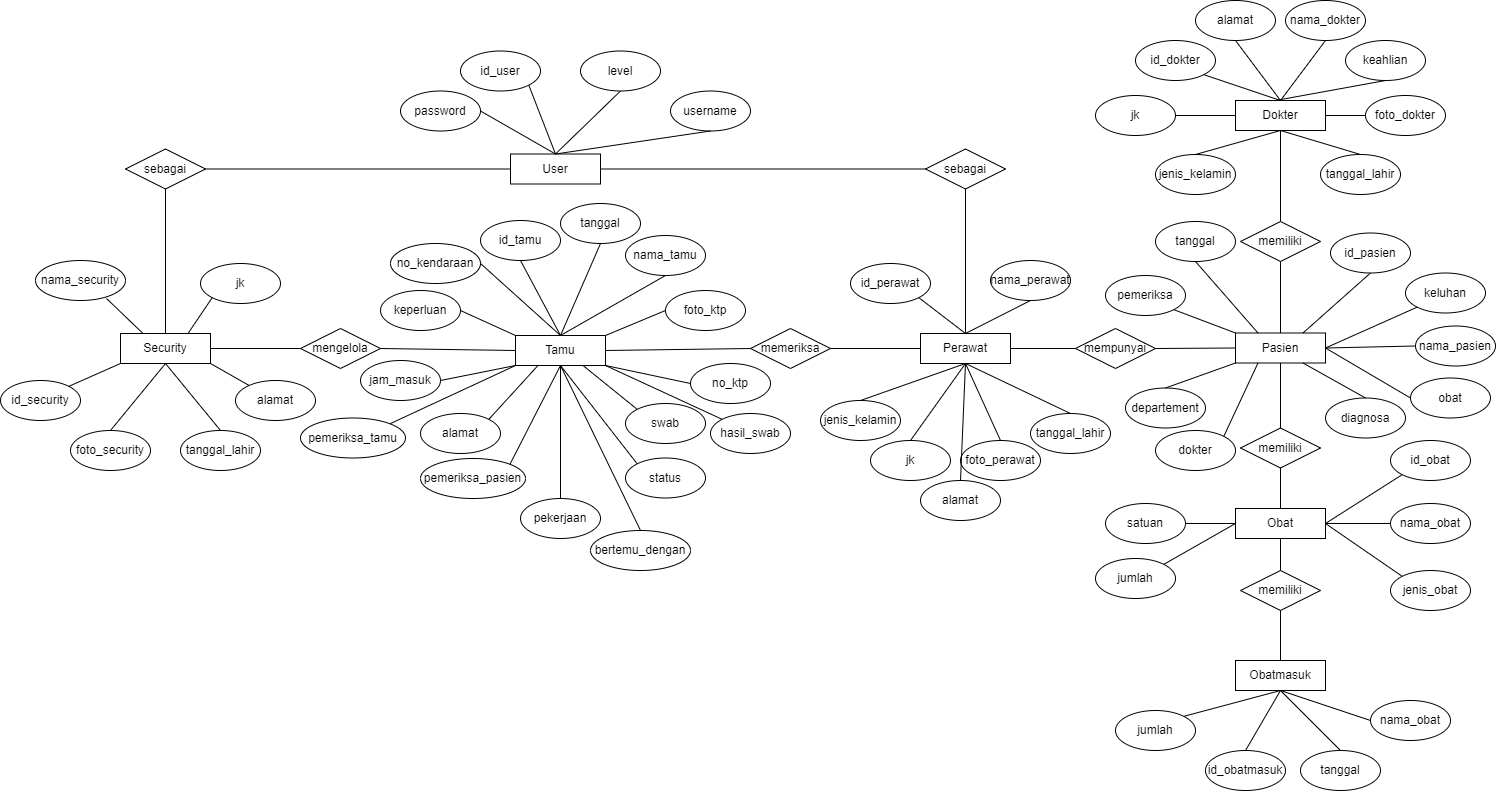 alamat
nama_dokter
id_dokter
keahlian
id_user
level
password
username
jk
Dokter
foto_dokter
sebagai
User
sebagai
jenis_kelamin
tanggal_lahir
tanggal
id_tamu
nama_tamu
no_kendaraan
tanggal
memiliki
id_pasien
nama_security
jk
id_perawat
nama_perawat
pemeriksa
keluhan
keperluan
foto_ktp
Security
mengelola
Tamu
memeriksa
Perawat
mempunyai
Pasien
nama_pasien
jam_masuk
no_ktp
id_security
alamat
obat
departement
diagnosa
pemeriksa_tamu
alamat
swab
hasil_swab
jenis_kelamin
tanggal_lahir
foto_security
tanggal_lahir
dokter
memiliki
jk
foto_perawat
id_obat
pemeriksa_pasien
status
alamat
pekerjaan
satuan
Obat
nama_obat
bertemu_dengan
jumlah
memiliki
jenis_obat
Obatmasuk
jumlah
nama_obat
id_obatmasuk
tanggal